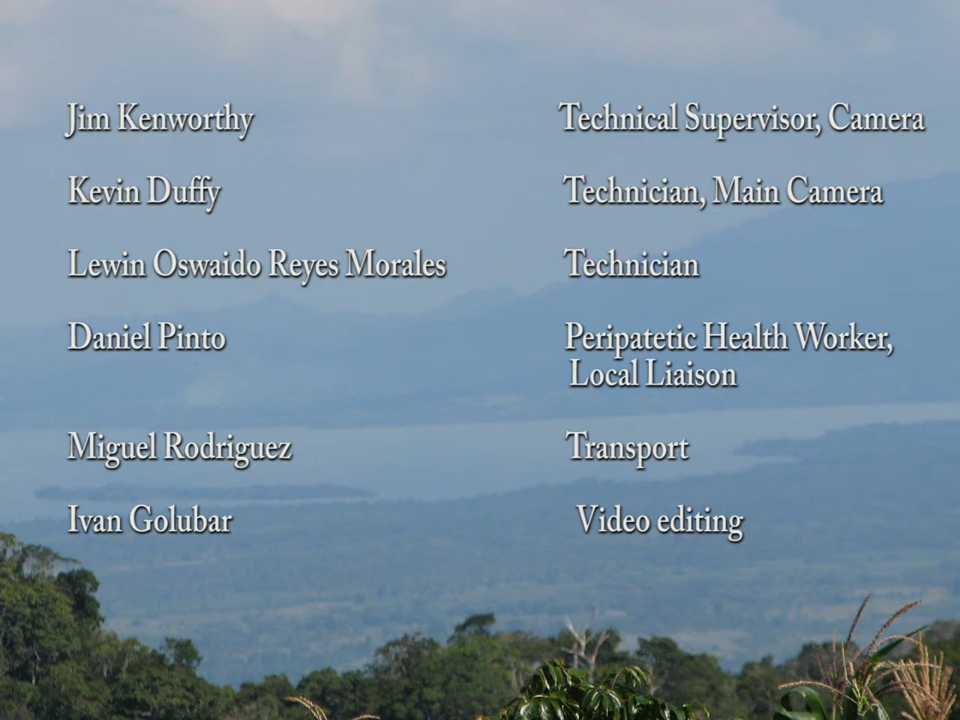 Jim Kenworthy Technical Supervisor, Camera
Kevin Duffy Technician, Main Camera
Lewin Oswaido Reyes Morales Technician
Daniel Pinto Peripatetic Health Worker,
Local Liaison
Miguel Rodriguez Transport
Ivan Golubar Video editing